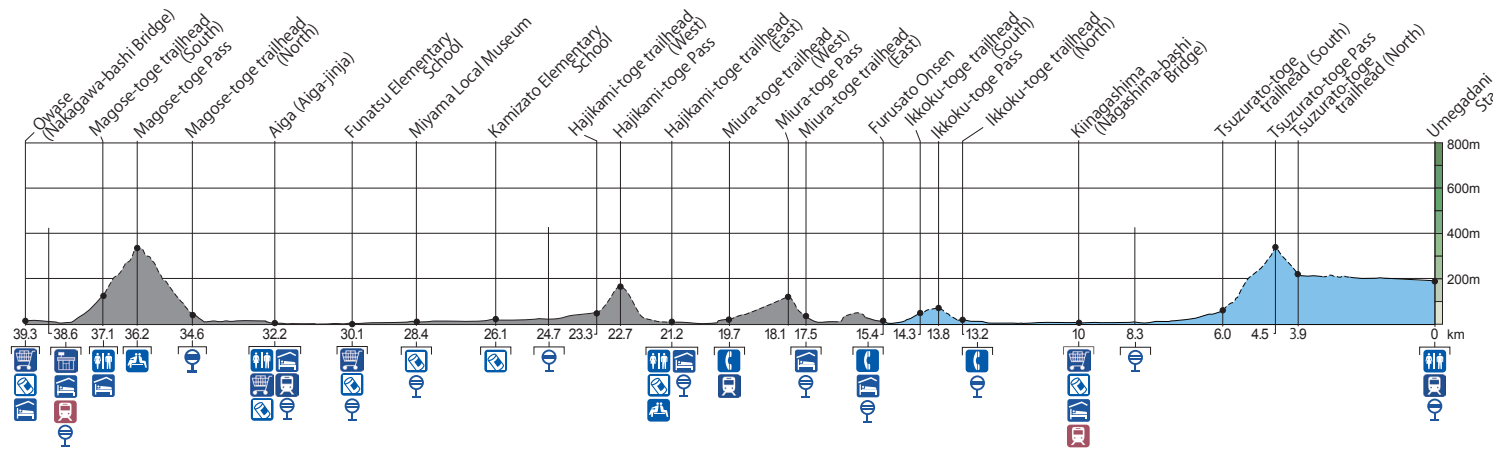 Owase
(Nakagawa-bashi Bridge)
Magose-toge trailhead
(South)
Magose-toge Pass
Magose-toge trailhead
(North)
Aiga (Aiga-jinja)
Funatsu Elementary
School
Miyama Local Museum
Kamizato Elementary
School
Hajikami-toge trailhead
(West)
Hajikami-toge Pass
Hajikami-toge trailhead
(East)
Miura-toge trailhead
(West)
Miura-toge Pass
Miura-toge trailhead
(East)
Furusato Onsen
Ikkoku-toge trailhead
(South)
Ikkoku-toge Pass
Ikkoku-toge trailhead
(North)
Kiinagashima
(Nagashima-bashi
Bridge)
Tsuzurato-toge
trailhead (South)
Tsuzurato-toge Pass
Tsuzurato-toge
trailhead (North)
Umegadani
Sta
800m
600m
400m
200m
39.3 38.6 37.1 36.2 34.6 32.2 30.1 28.4 26.1 24.7 23.3 22.7 21.2 19.7 18.1 17.5 15.4 14.3 13.8 13.2 10 8.3 6.0 4.5 3.9 0 km